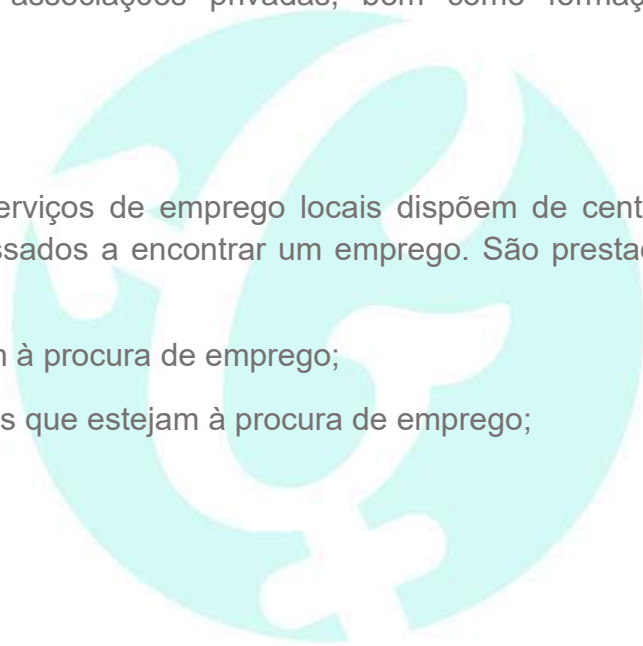 associações privadas, bem como formaç
erviços de emprego locais dispõem de cent
ssados a encontrar um emprego. São presta
à procura de emprego;
s que estejam à procura de emprego;